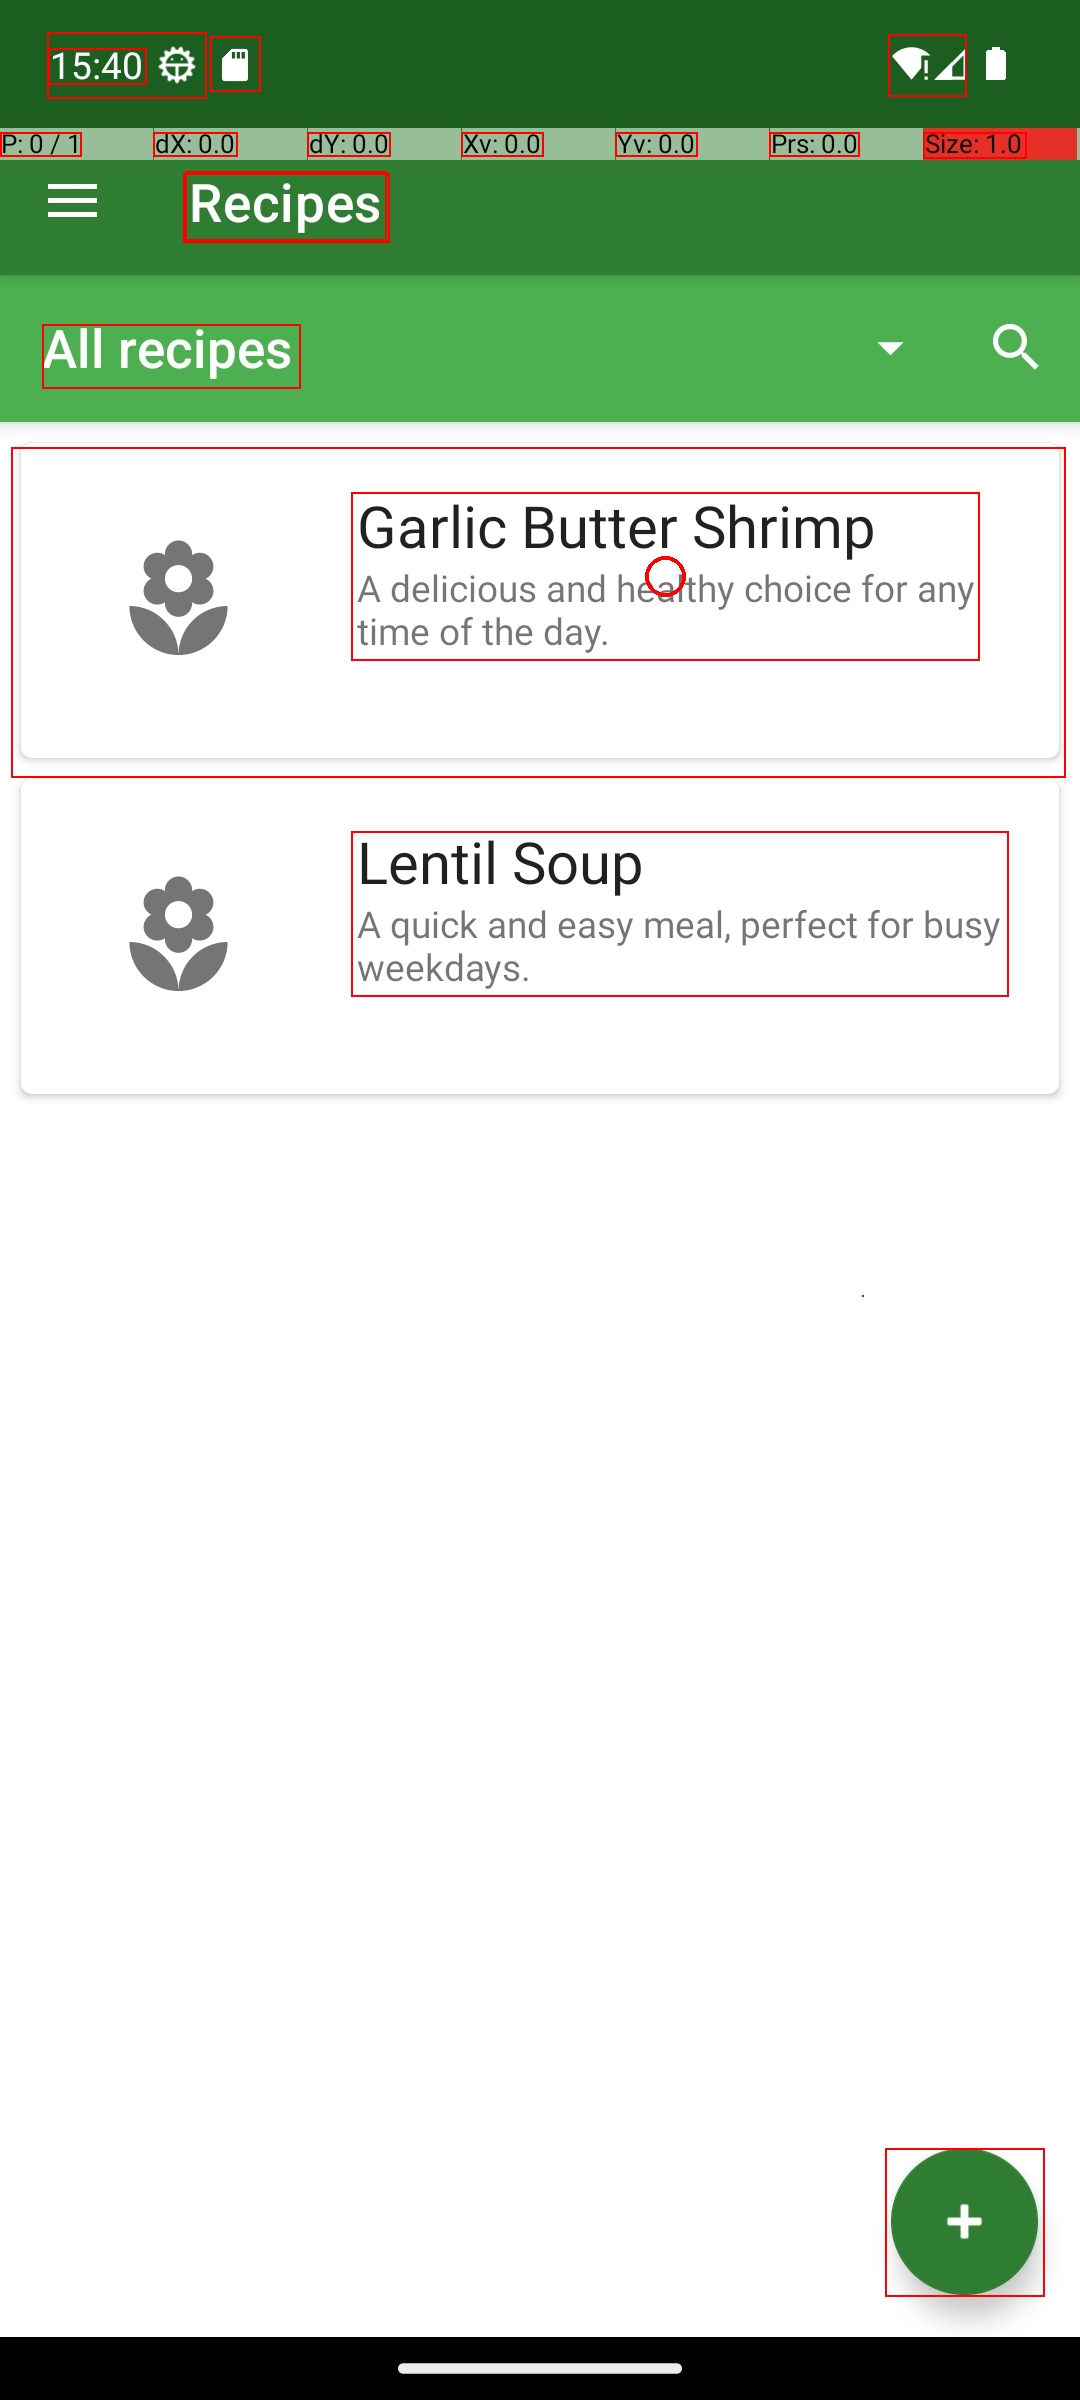 15:40
P: 0 / 1 dX: 0.0 dY: 0.0 Xv: 0.0 Yv: 0.0 Prs: 0.0 Size: 1.0
Recipes
All recipes
Garlic Butter Shrimp
A delicious and healthy choice for any
time of the day.
Lentil Soup
A quick and easy meal, perfect for busy
weekdays.